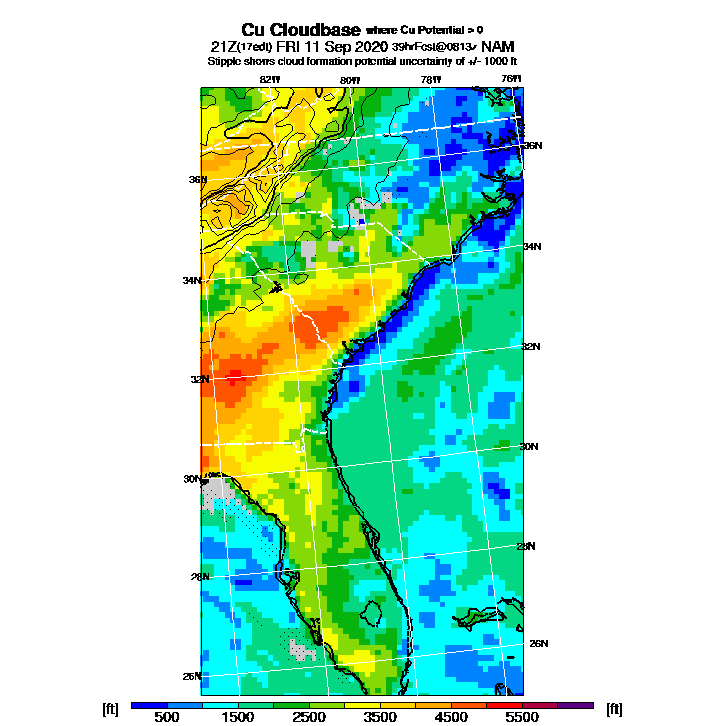 Cu Cloudbase where Cu Potential > 0
21Z(17edt) FRI 11 Sep 2020 39hrFcst@0813z NAM
Stipple shows cloud formation potential uncertainty of +/- 1000 ft
82W 80W 78W 76W
36N
36N
34N
34N
32N
32N
30N
30N
28N
28N
26N
26N
[ft] 500 1500 2500 3500 4500 5500 [ft]